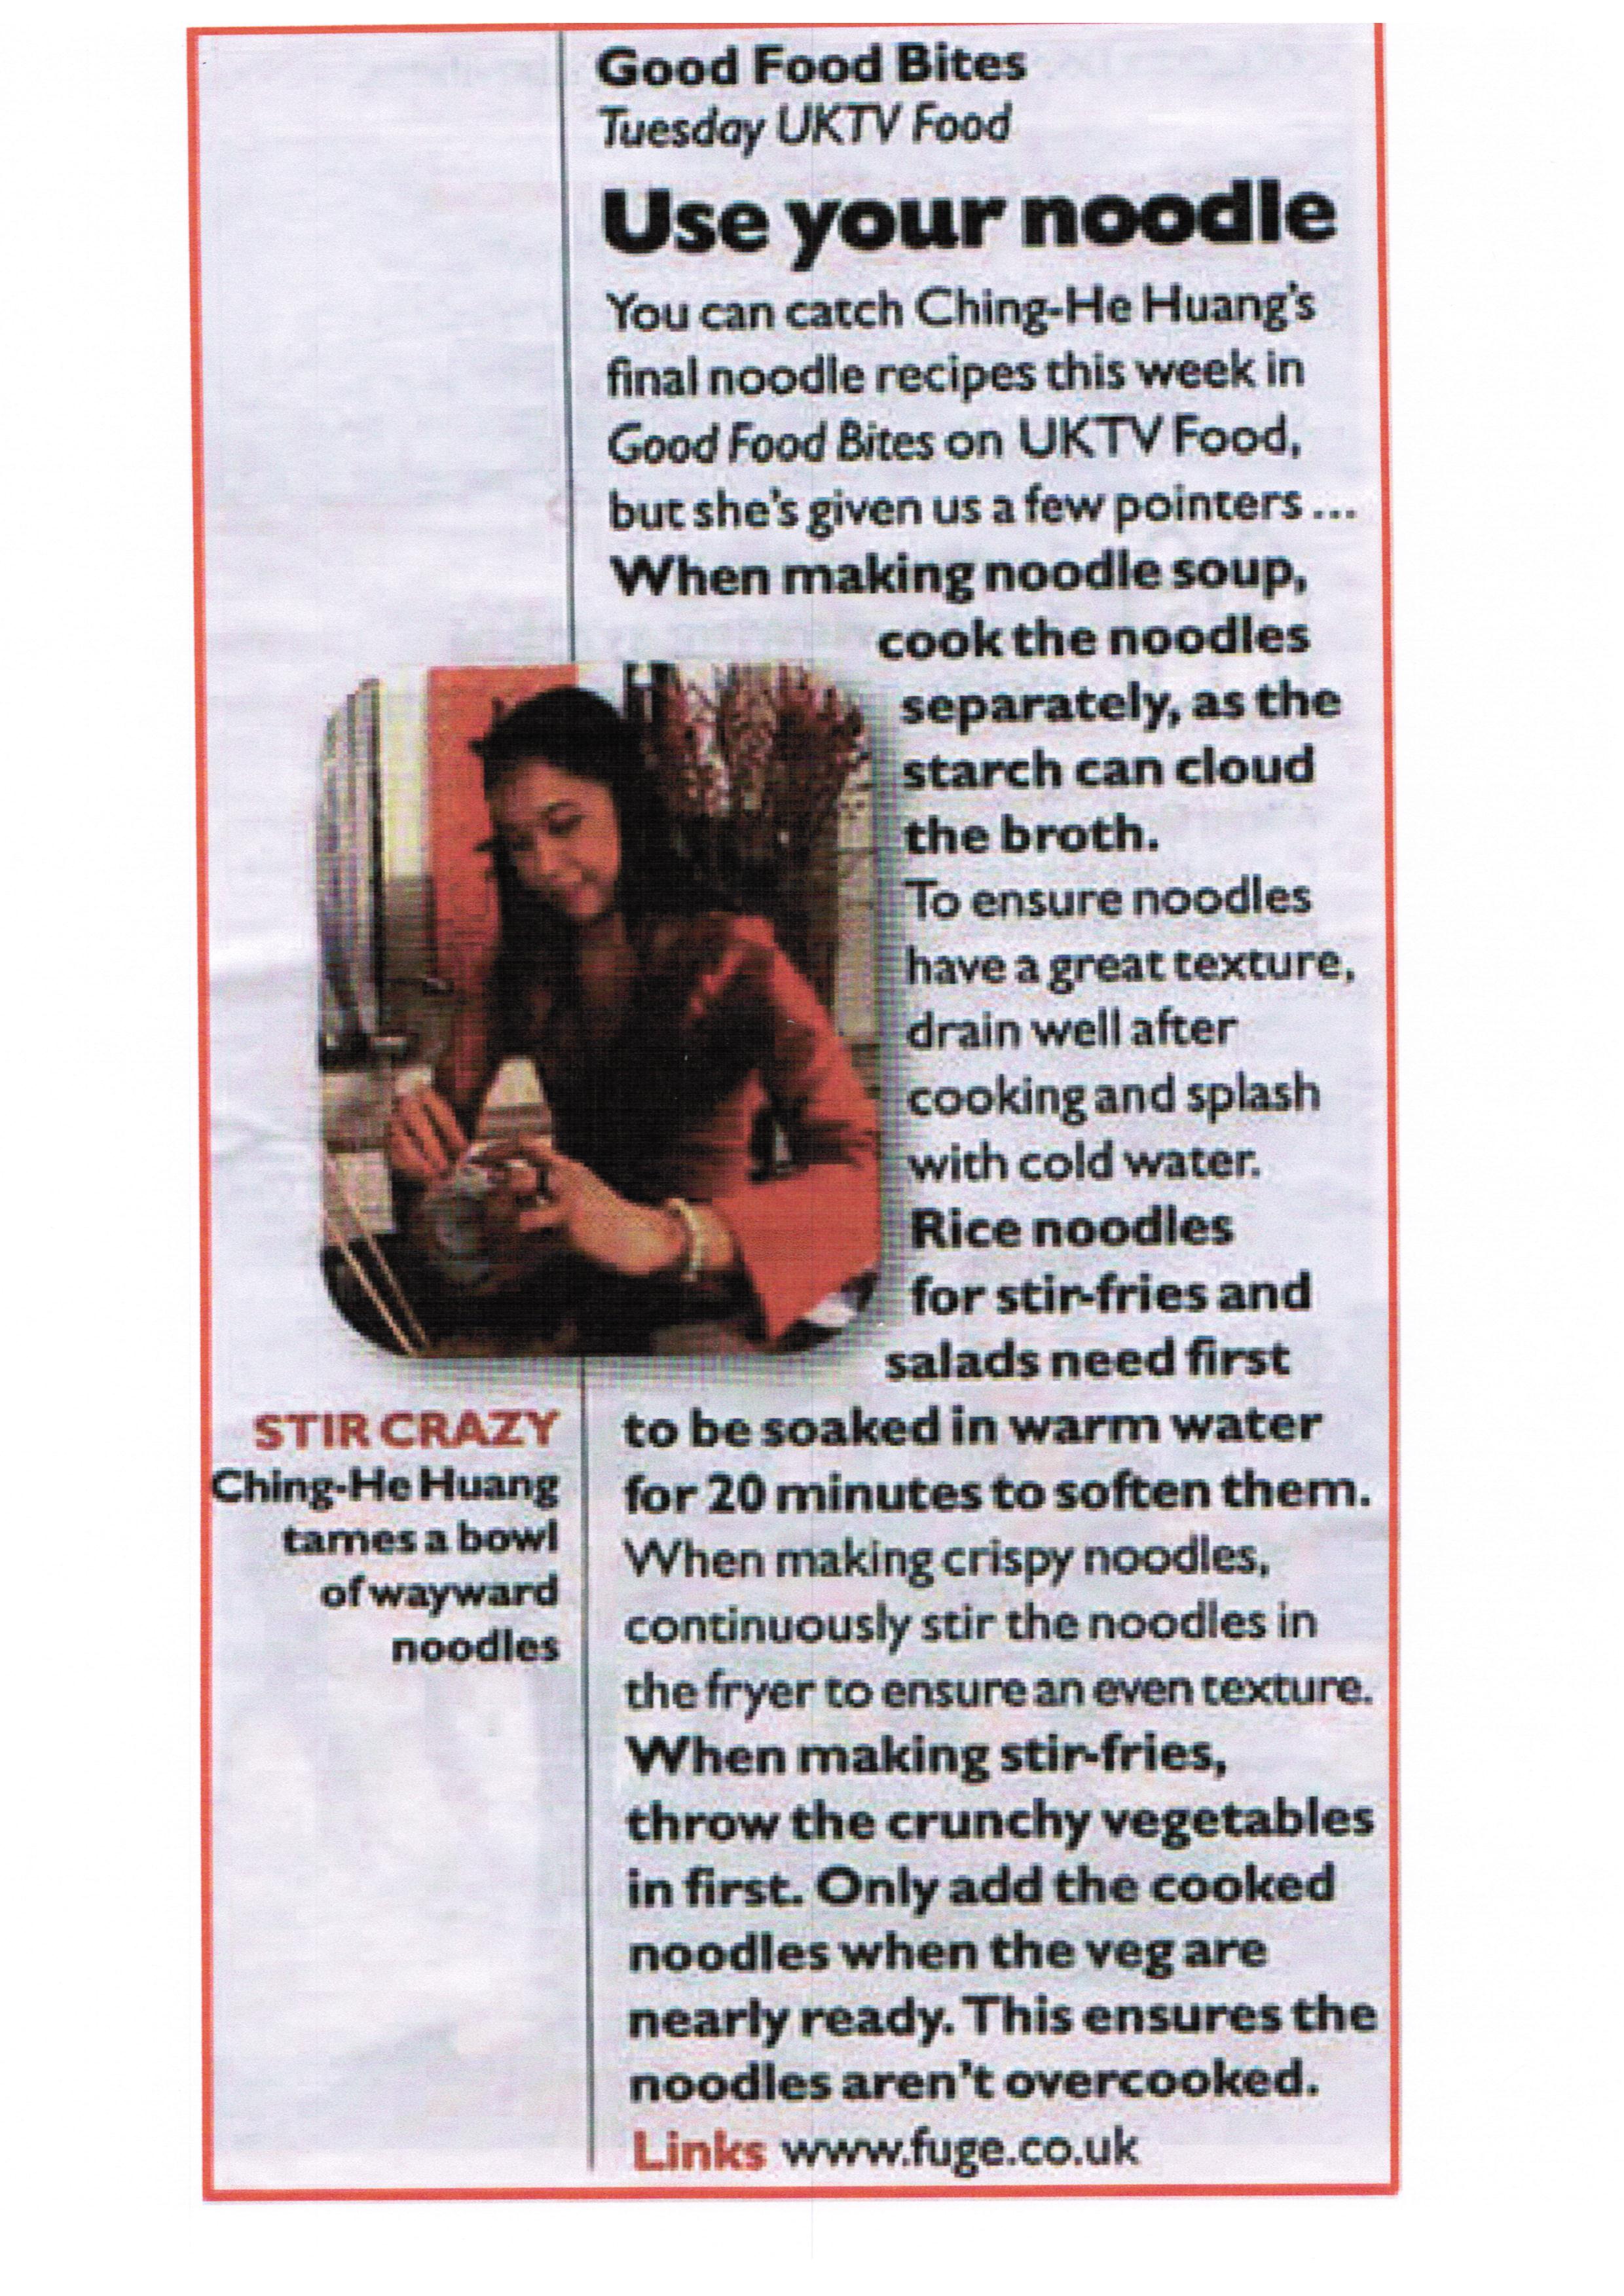 Good Food Bites
Tuesday UKTV Food
Use your noodle
You can catch Ching-He Huang's
final noodle recipes this week in
Good Food Bites on UKTV Food,
but she's given us a few pointers ...
When making noodle soup,
cook the noodles
separately, as the
starch can cloud
the broth.
To ensure noodles
have a great texture,
drain well after
cooking and splash
with cold water.
Rice noodles
for stir-fries and
salads need first
to be soaked in warm water
for 20 minutes to soften them.
When making crispy noodles,
continuously stir the noodles in
the fryer to ensure an even texture.
When making stir-fries,
throw the crunchy vegetables
in first. Only add the cooked
noodles when the veg are
nearly ready. This ensures the
noodles aren't overcooked.
Links www.fuge.co.uk
STIR CRAZY
Ching-He Huang
tames a bowl
of wayward
noodles